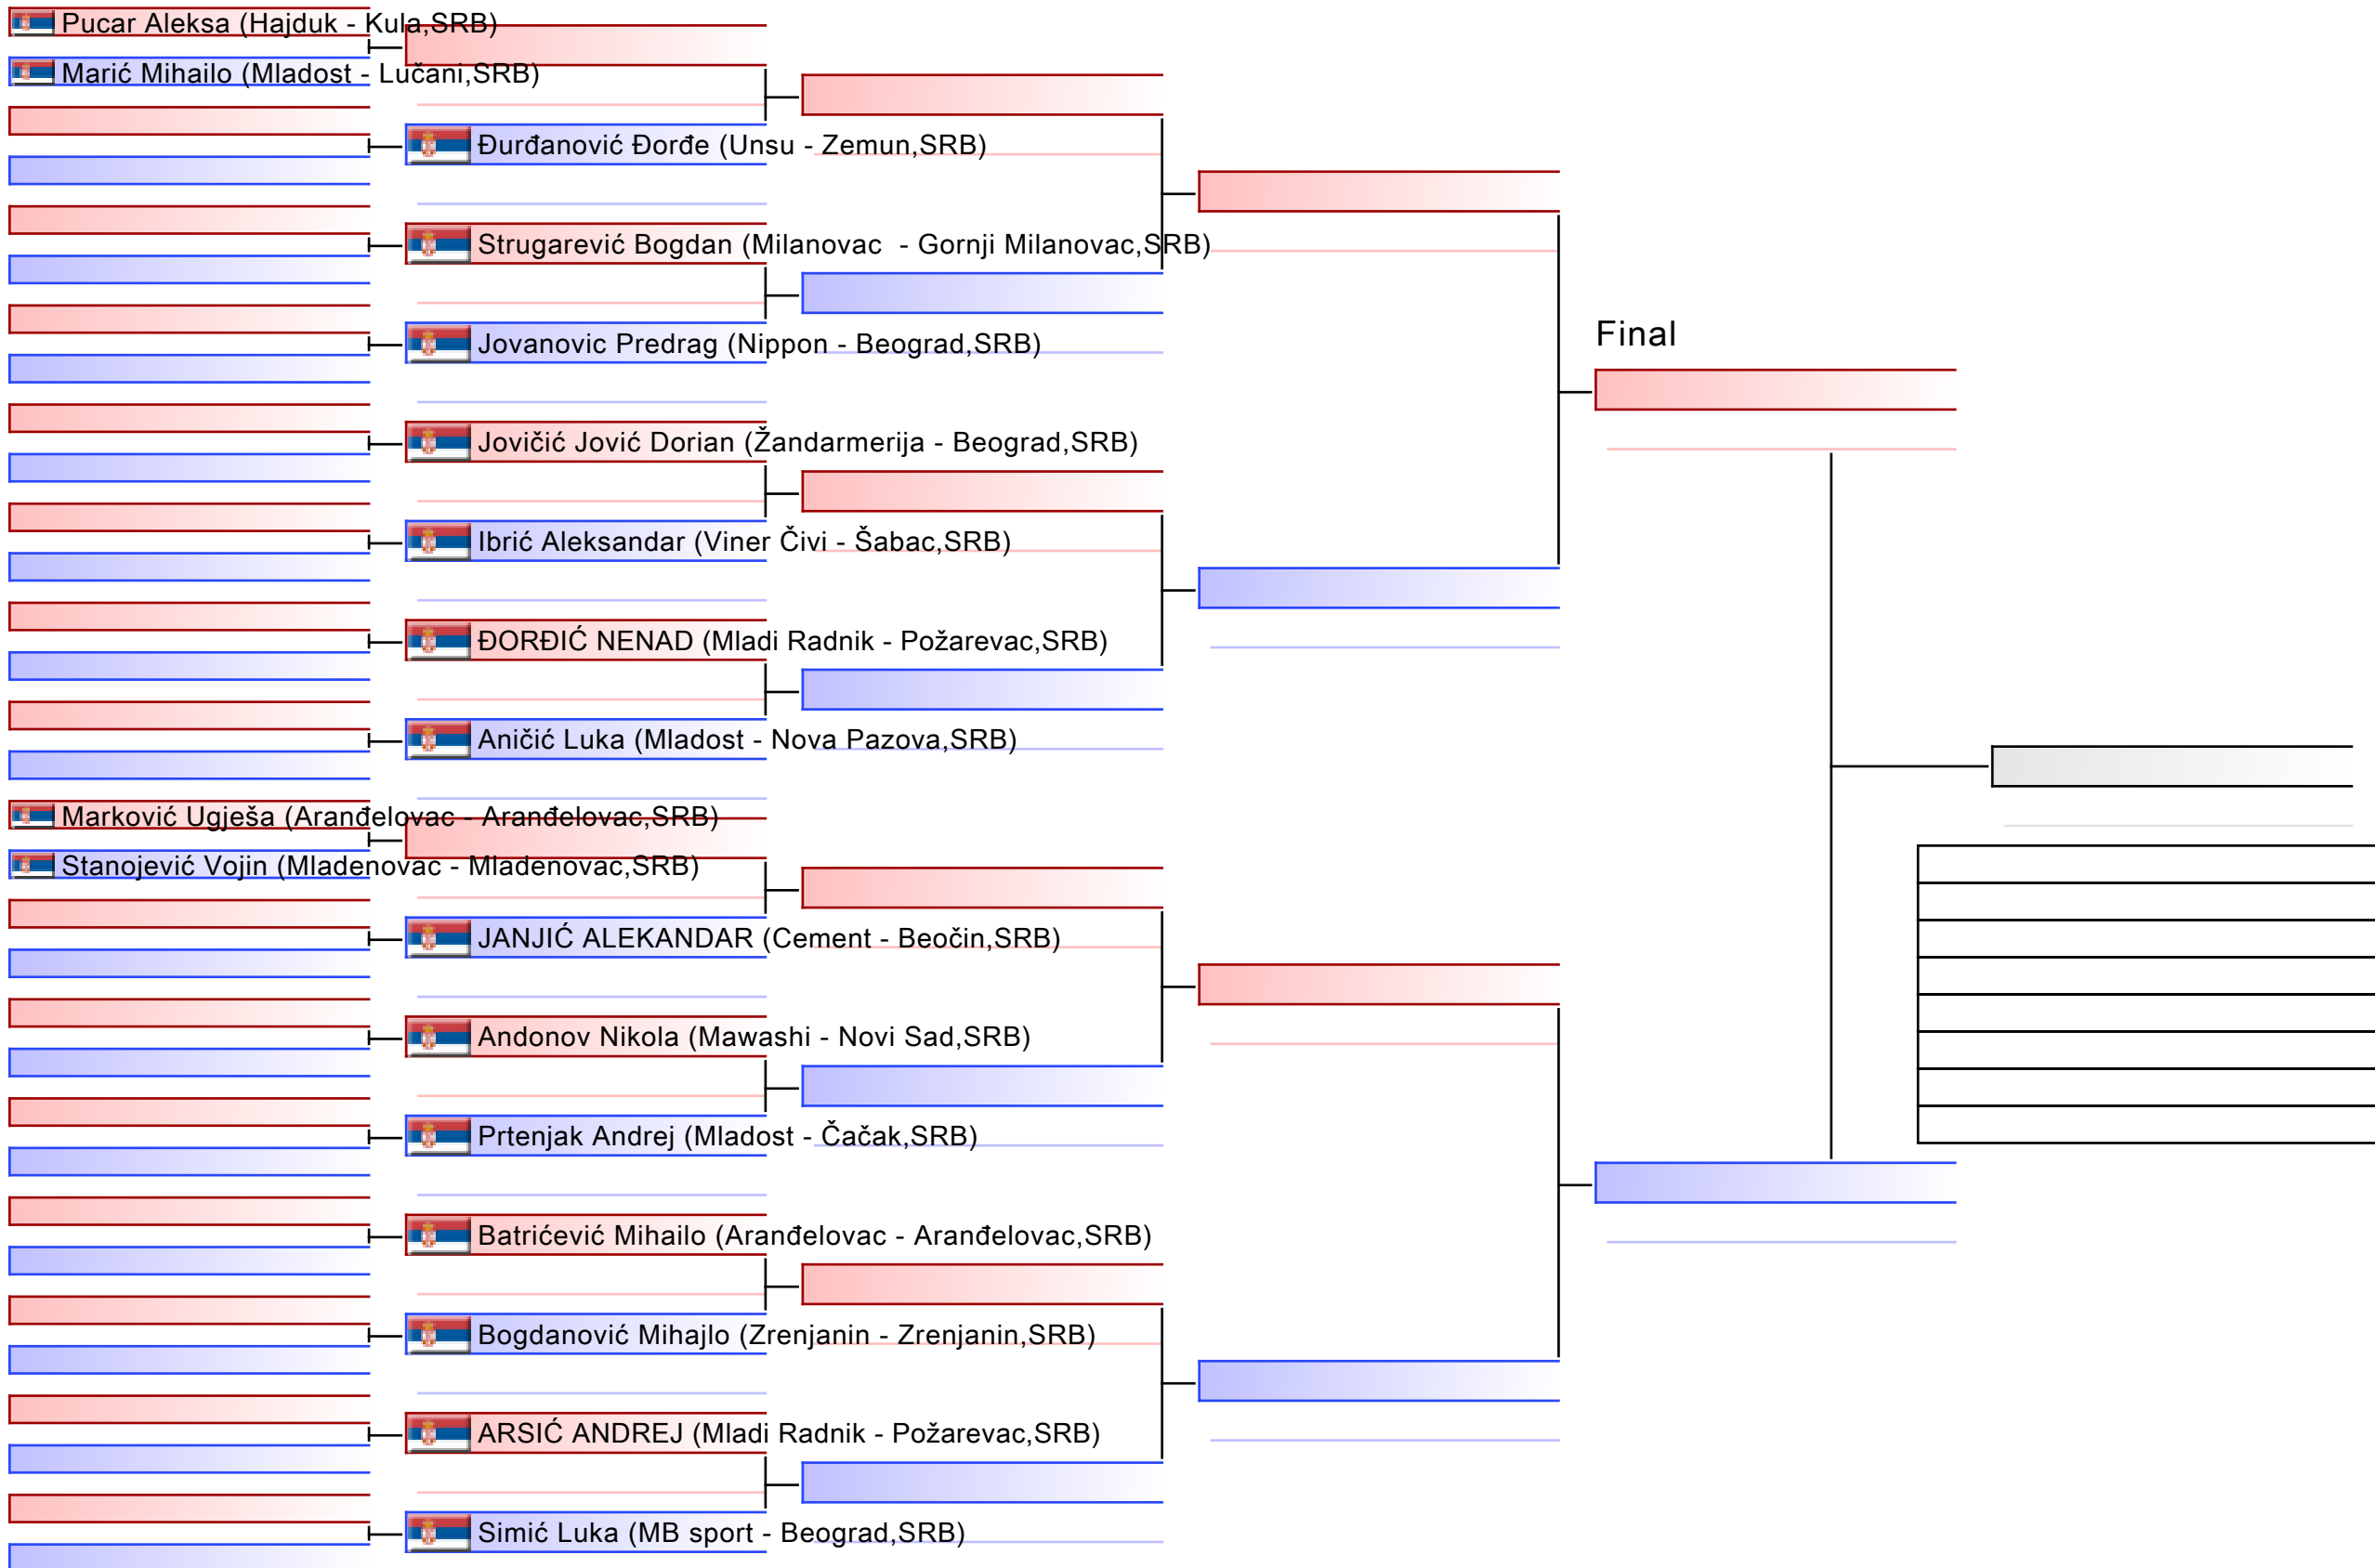 Pucar Aleksa (Hajduk - Kula,SRB)
Marić Mihailo (Mladost - Lučani,SRB)
Đurđanović Đorđe (Unsu - Zemun,SRB)
Strugarević Bogdan (Milanovac  - Gornji Milanovac,SRB)
Jovanovic Predrag (Nippon - Beograd,SRB)
Final
Jovičić Jović Dorian (Žandarmerija - Beograd,SRB)
Ibrić Aleksandar (Viner Čivi - Šabac,SRB)
ĐORĐIĆ NENAD (Mladi Radnik - Požarevac,SRB)
Aničić Luka (Mladost - Nova Pazova,SRB)
Marković Ugješa (Aranđelovac - Aranđelovac,SRB)
Stanojević Vojin (Mladenovac - Mladenovac,SRB)
JANJIĆ ALEKANDAR (Cement - Beočin,SRB)
Andonov Nikola (Mawashi - Novi Sad,SRB)
Prtenjak Andrej (Mladost - Čačak,SRB)
Batrićević Mihailo (Aranđelovac - Aranđelovac,SRB)
Bogdanović Mihajlo (Zrenjanin - Zrenjanin,SRB)
ARSIĆ ANDREJ (Mladi Radnik - Požarevac,SRB)
Simić Luka (MB sport - Beograd,SRB)